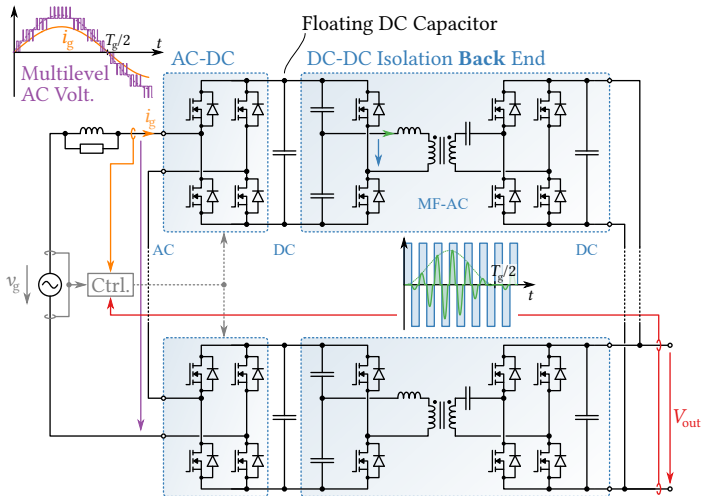 Floating DC Capacitor
i_g
T_g/2
t
Multilevel
AC Volt.
AC-DC
DC-DC Isolation Back End
i_g
MF-AC
AC
DC
DC
v_g
Ctrl.
T_g/2
t
V_out